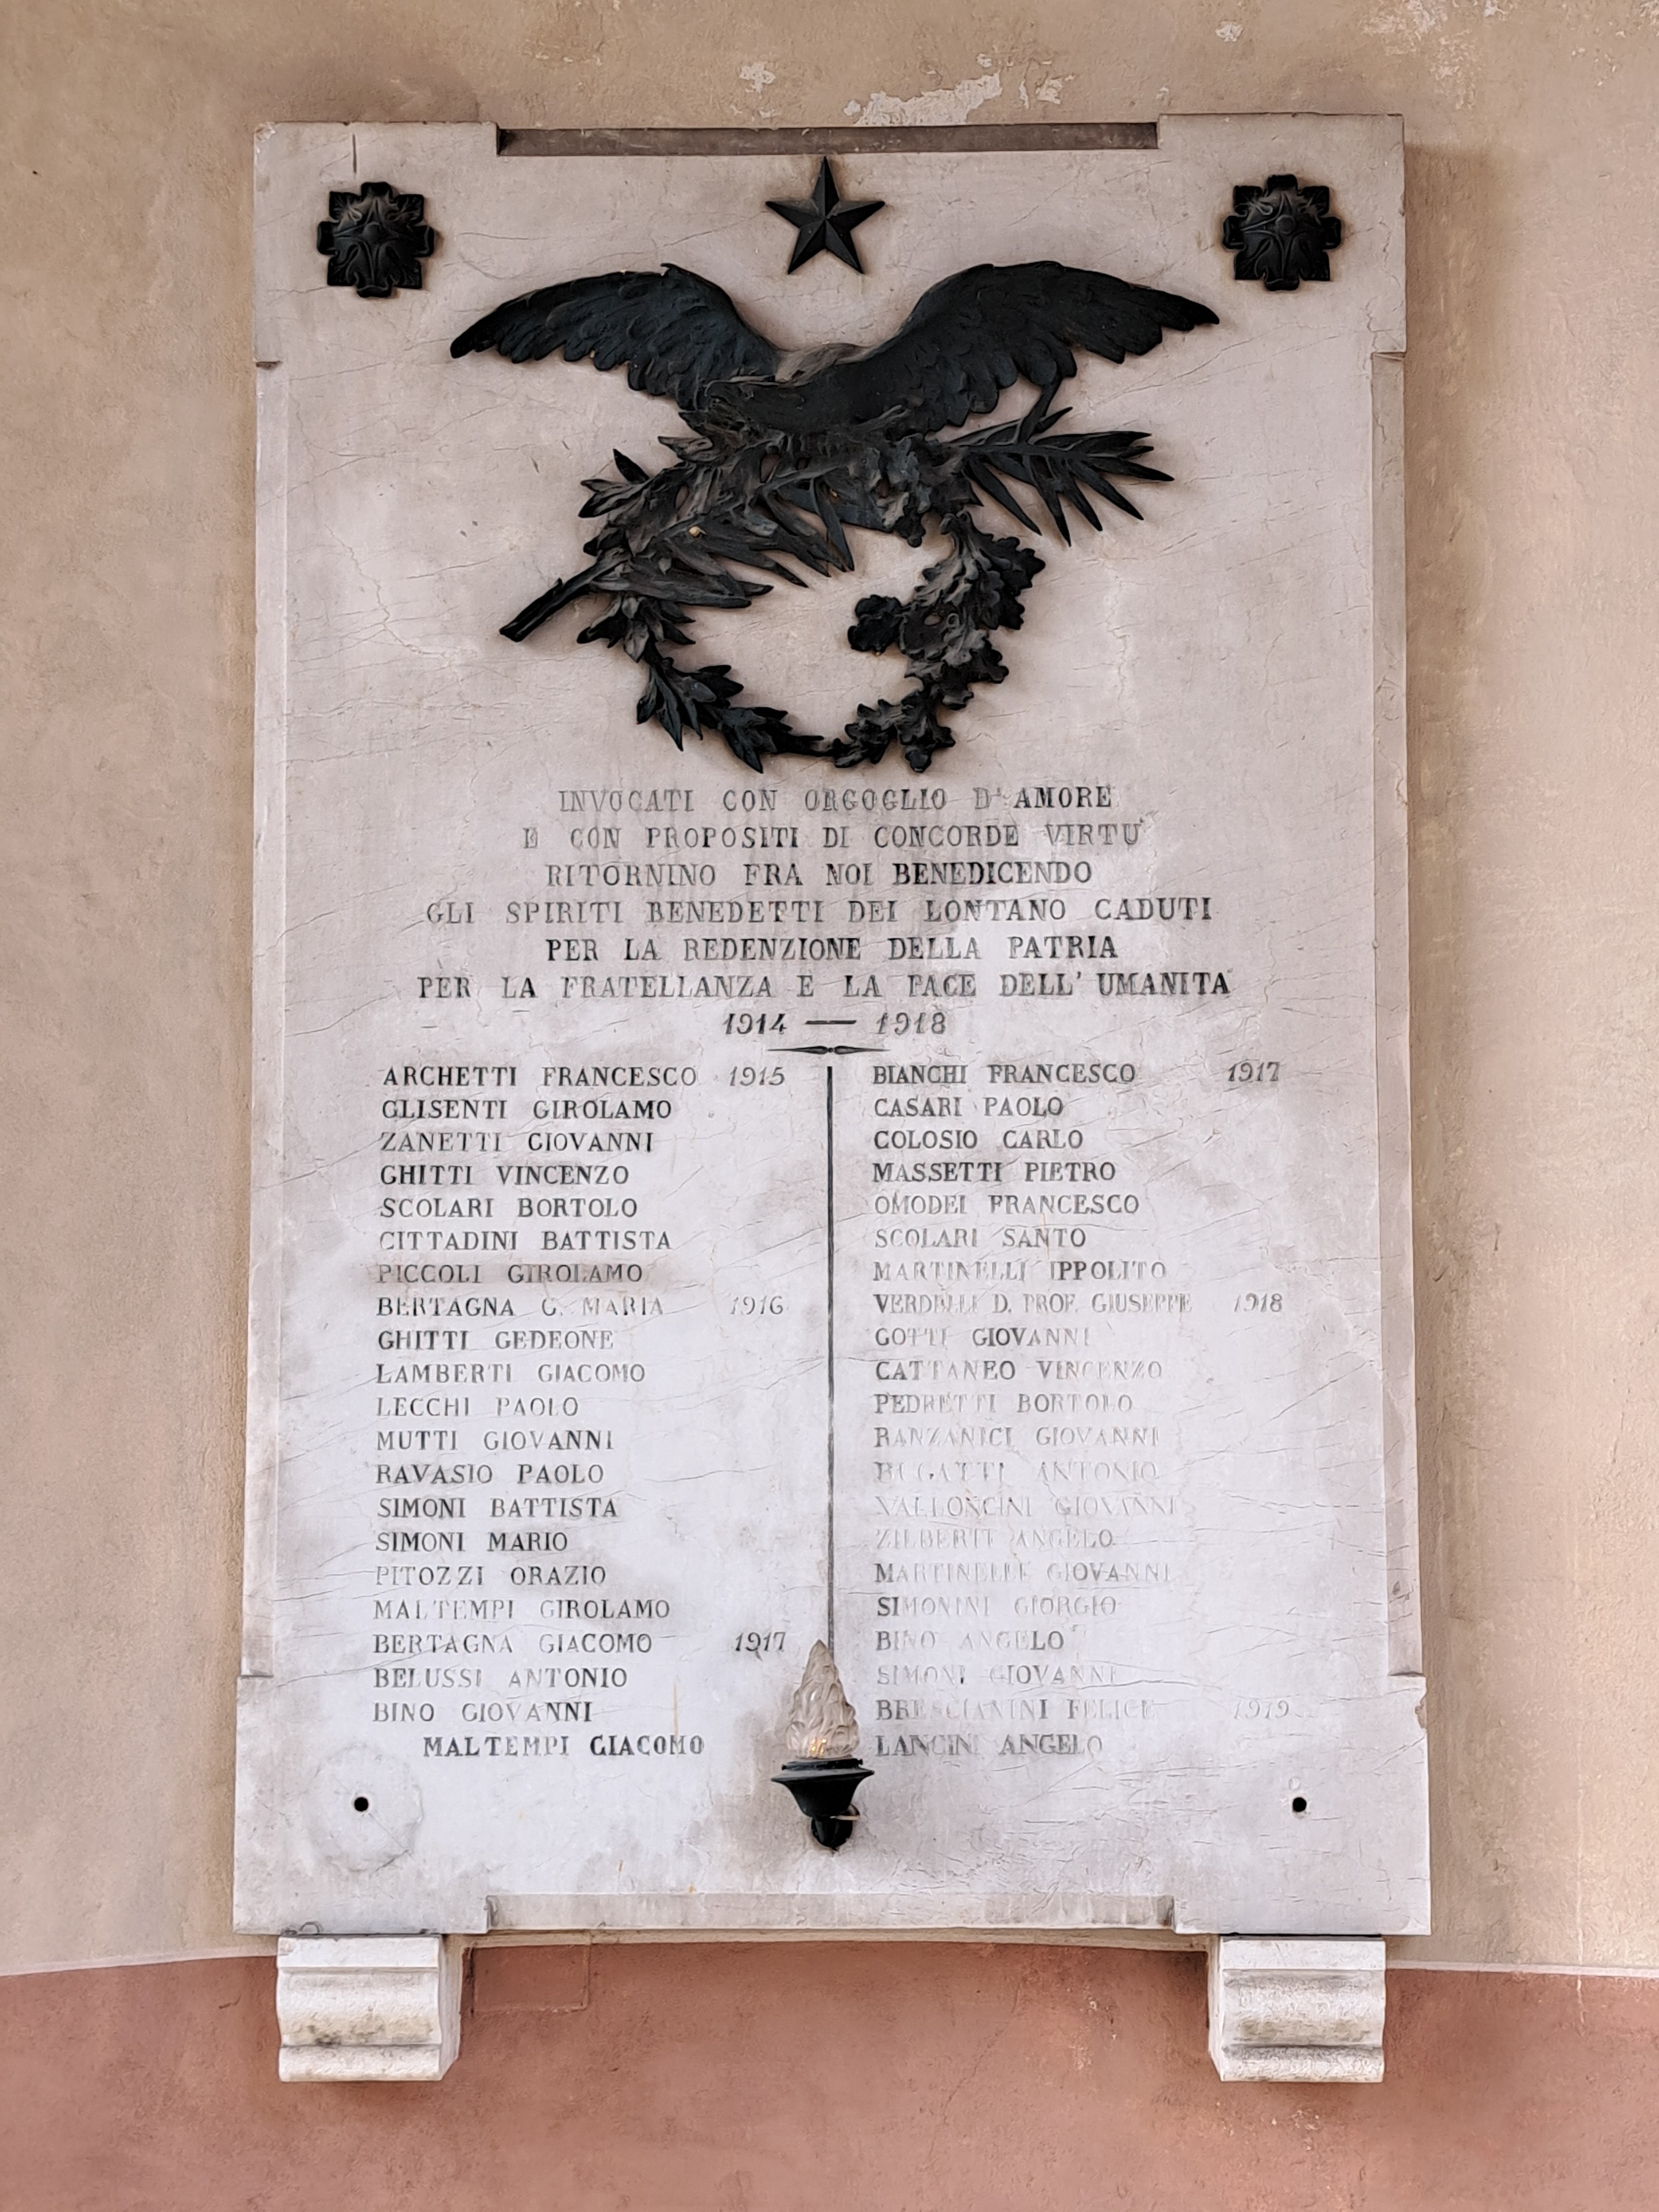 INVOCATI CON ORGOGLIO D'AMORE
E CON PROPOSITI DI CONCORDE VIRTU'
RITORNINO FRA NOI BENEDICENDO
GLI SPIRITI BENEDETTI DEI LONTANO CADUTI
PER LA REDENZIONE DELLA PATRIA
PER LA FRATELLANZA E LA PACE DELL'UMANITA
1914 — 1918
ARCHETTI FRANCESCO 1915
GLISENTI GIROLAMO
ZANETTI GIOVANNI
GHITTI VINCENZO
SCOLARI BORTOLO
CITTADINI BATTISTA
PICCOLI GIROLAMO
BERTAGNA G. MARIA 1916
GHITTI GEDEONE
LAMBERTI GIACOMO
LECCHI PAOLO
MUTTI GIOVANNI
RAVASIO PAOLO
SIMONI BATTISTA
SIMONI MARIO
PITOZZI ORAZIO
MALTEMPI GIROLAMO
BERTAGNA GIACOMO 1917
BELUSSI ANTONIO
BINO GIOVANNI
MALTEMPI GIACOMO
BIANCHI FRANCESCO 1917
CASARI PAOLO
COLOSIO CARLO
MASSETTI PIETRO
OMODEI FRANCESCO
SCOLARI SANTO
MARTINELLI IPPOLITO
VERDELLI D. PROF. GIUSEPPE 1918
GOTTI GIOVANNI
CATTANEO VINCENZO
PEDRETTI BORTOLO
RANZANICI GIOVANNI
BUGATTI ANTONIO
VALLONCINI GIOVANNI
ZILBERTI ANGELO
MARTINELLI GIOVANNI
SIMONINI GIORGIO
BINO ANGELO
SIMONI GIOVANNI
BRESCIANINI FELICE 1919
LANCINI ANGELO